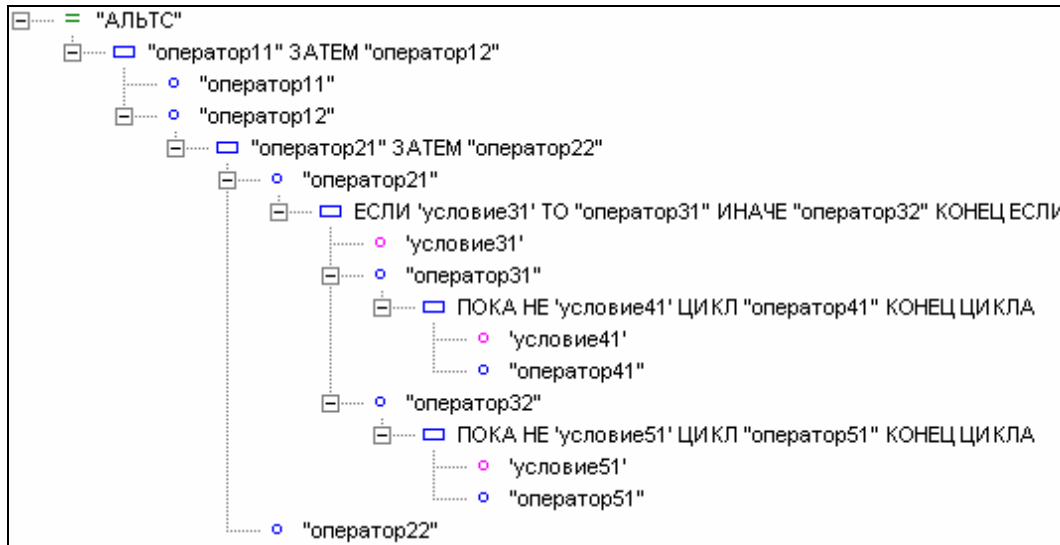 = "АЛЬТС"
"оператор11" ЗАТЕМ "оператор12"
"оператор11"
"оператор12"
"оператор21" ЗАТЕМ "оператор22"
"оператор21"
ЕСЛИ 'условие31' ТО "оператор31" ИНАЧЕ "оператор32" КОНЕЦ ЕСЛИ
'условие31'
"оператор31"
ПОКА НЕ 'условие41' ЦИКЛ "оператор41" КОНЕЦ ЦИКЛА
'условие41'
"оператор41"
"оператор32"
ПОКА НЕ 'условие51' ЦИКЛ "оператор51" КОНЕЦ ЦИКЛА
'условие51'
"оператор51"
"оператор22"